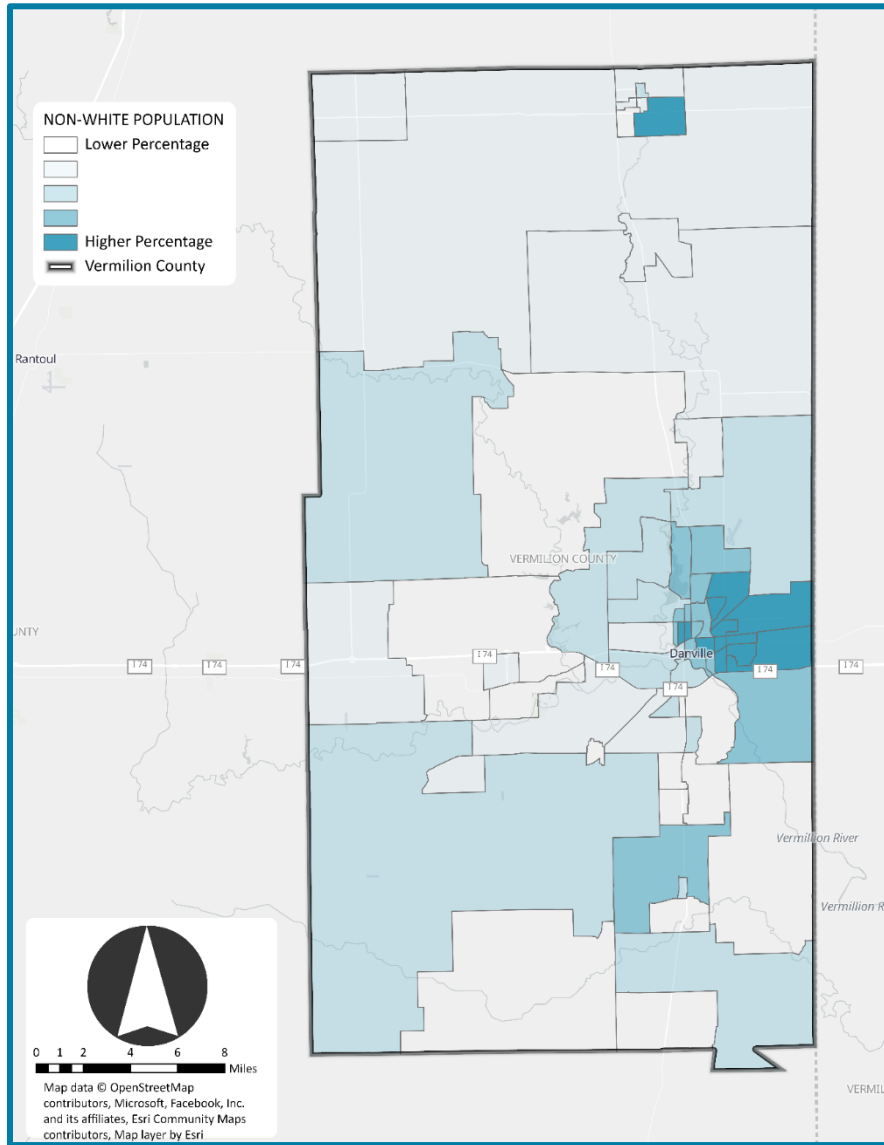 NON-WHITE POPULATION
Lower Percentage
Higher Percentage
Vermilion County
Rantoul
VERMILION COUNTY
UNTY
I 74
I 74
I 74
I 74
Danville
I 74
I 74
I 74
I 74
Vermillion River
Vermillion R
0 1 2 4 6 8
Miles
Map data © OpenStreetMap
contributors, Microsoft, Facebook, Inc.
and its affiliates, Esri Community Maps
contributors, Map layer by Esri
VERMIL